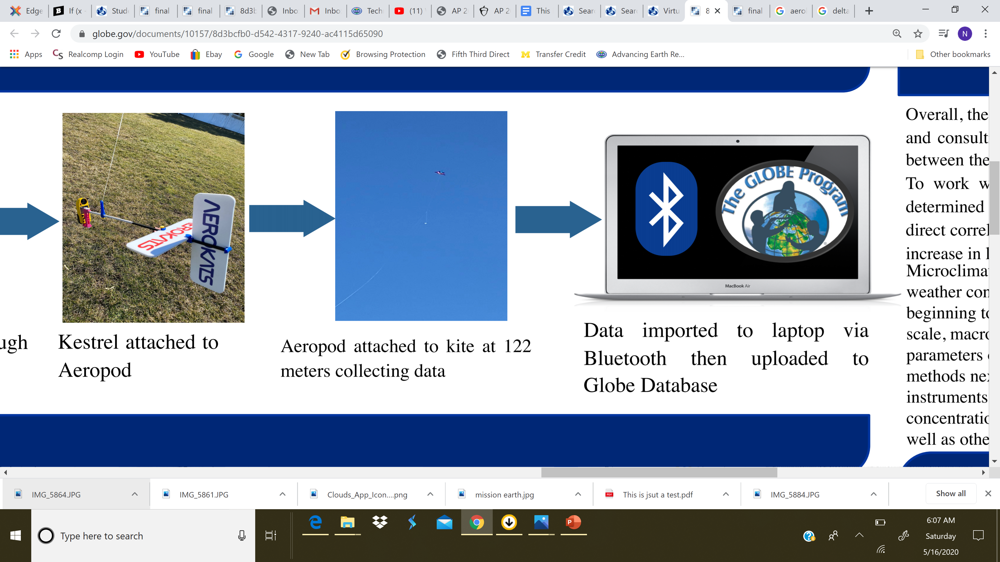 Edge
If (x -
Stude
final
final
8d3b
Inbo
Inbo
Tech
(11)
AP 2
AP 2
This
Sear
Sear
Virtu
8
final
aero
delta
globe.gov/documents/10157/8d3bcfb0-d542-4317-9240-ac4115d65090
N
Apps
Realcomp Login
YouTube
Ebay
Google
New Tab
Browsing Protection
Fifth Third Direct
Transfer Credit
Advancing Earth Re...
Other bookmarks
AEROKATS
EROKATS
The GLOBE Program
MacBook Air
ugh
Kestrel attached to
Aeropod
Aeropod attached to kite at 122
meters collecting data
Data imported to laptop via
Bluetooth then uploaded to
Globe Database
Overall, the
and consult
between the
To work w
determined
direct correl
increase in l
Microclima
weather con
beginning to
scale, macro
parameters
methods nex
instruments
concentratio
well as othe
IMG_5864.JPG
IMG_5861.JPG
Clouds_App_Icon....png
mission earth.jpg
This is jsut a test.pdf
IMG_5884.JPG
Show all
Type here to search
6:07 AM
Saturday
5/16/2020